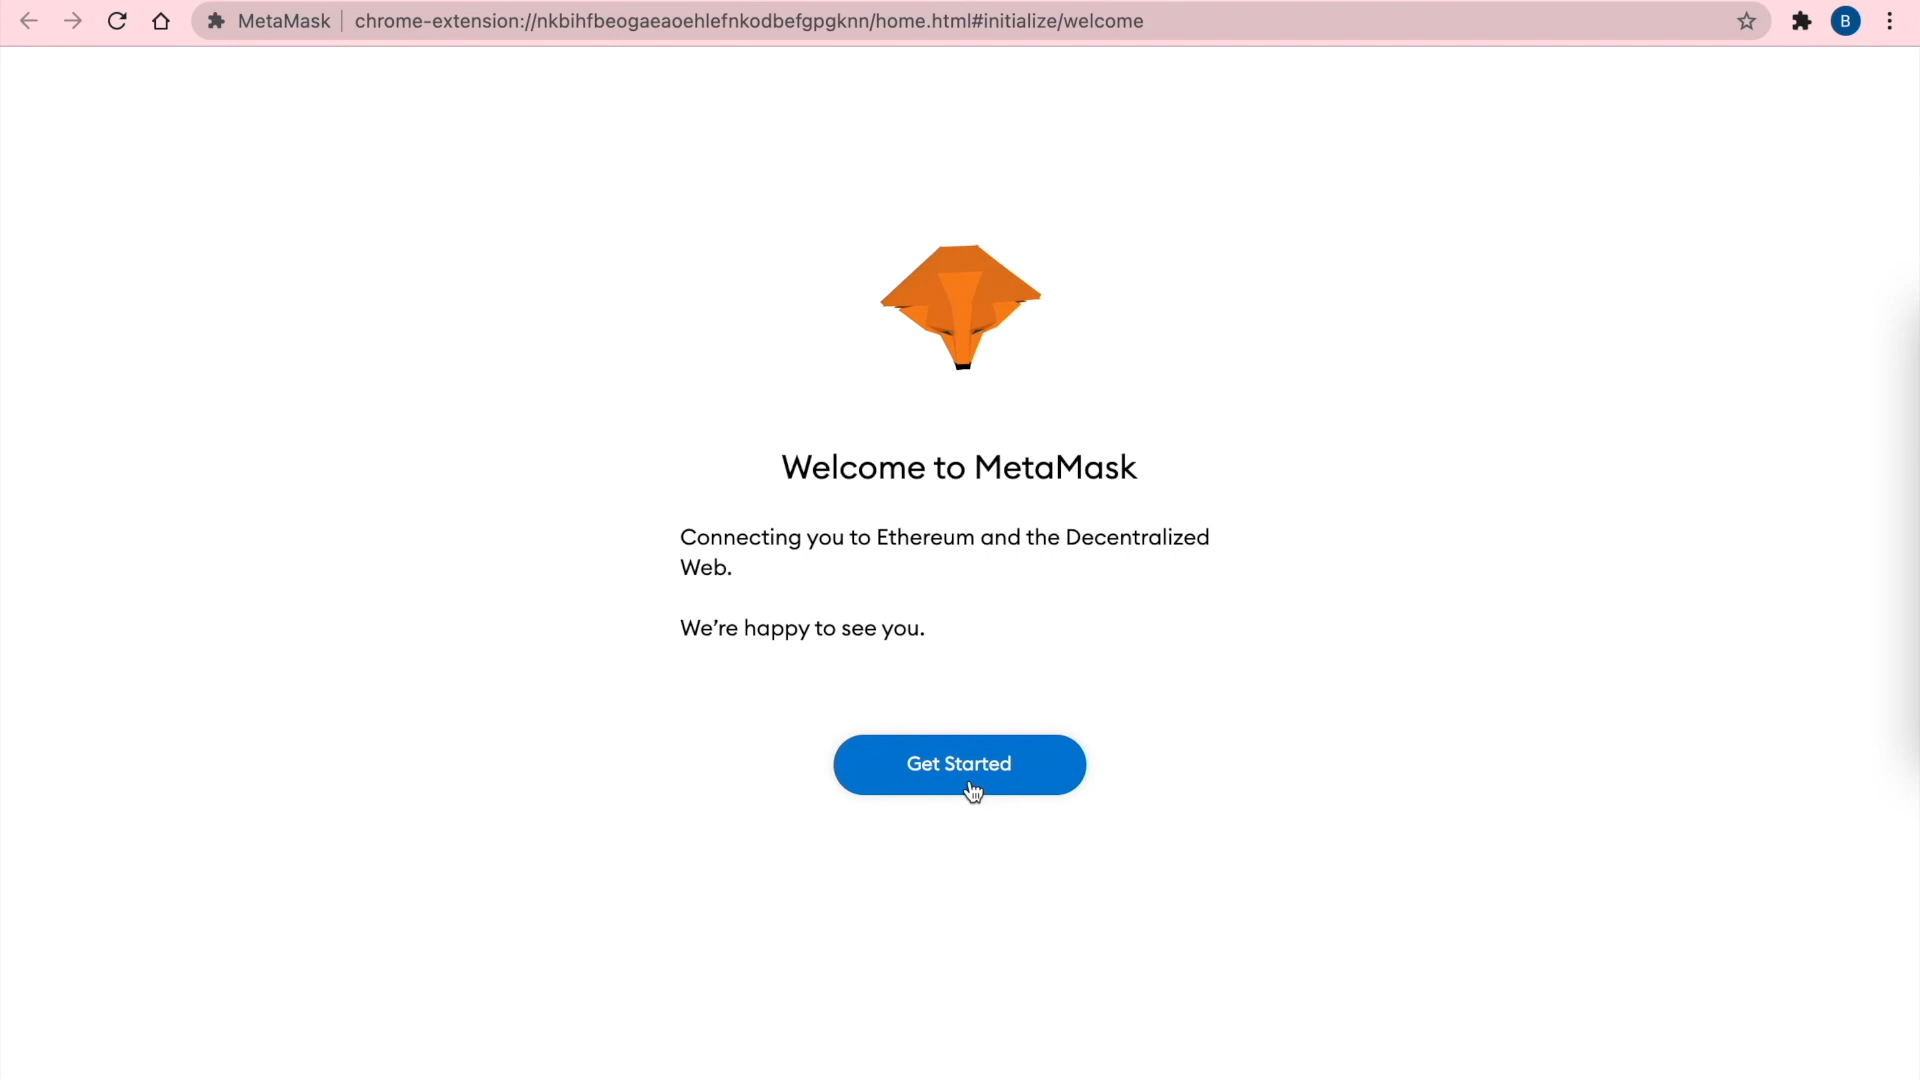 MetaMask chrome-extension://nkbihfbeogaeaoehlefnkodbefgpgknn/home.html#initialize/welcome B
Welcome to MetaMask
Connecting you to Ethereum and the Decentralized
Web.
We’re happy to see you.
Get Started